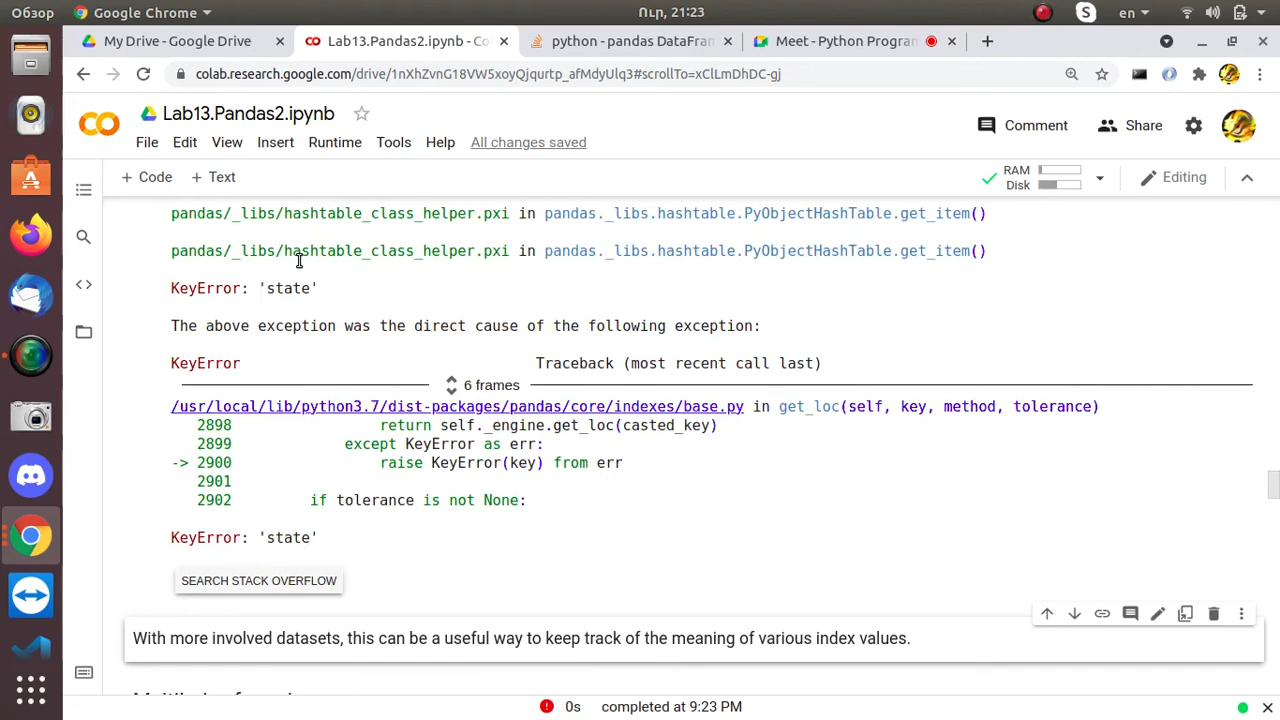 Обзор
Google Chrome
Ուր, 21:23
en
My Drive - Google Drive
Lab13.Pandas2.ipynb - Co
python - pandas DataFran
Meet - Python Program
colab.research.google.com/drive/1nXhZvnG18VW5xoyQjqurtp_afMdyUlq3#scrollTo=xClLmDhDC-gj
Lab13.Pandas2.ipynb
Comment
Share
File Edit View Insert Runtime Tools Help All changes saved
+ Code + Text
RAM
Disk
Editing
pandas/_libs/hashtable_class_helper.pxi in pandas._libs.hashtable.PyObjectHashTable.get_item()
pandas/_libs/hashtable_class_helper.pxi in pandas._libs.hashtable.PyObjectHashTable.get_item()
KeyError: 'state'
The above exception was the direct cause of the following exception:
KeyError Traceback (most recent call last)
6 frames
/usr/local/lib/python3.7/dist-packages/pandas/core/indexes/base.py in get_loc(self, key, method, tolerance)
2898 return self._engine.get_loc(casted_key)
2899 except KeyError as err:
-> 2900 raise KeyError(key) from err
2901
2902 if tolerance is not None:
KeyError: 'state'
SEARCH STACK OVERFLOW
With more involved datasets, this can be a useful way to keep track of the meaning of various index values.
0s completed at 9:23 PM